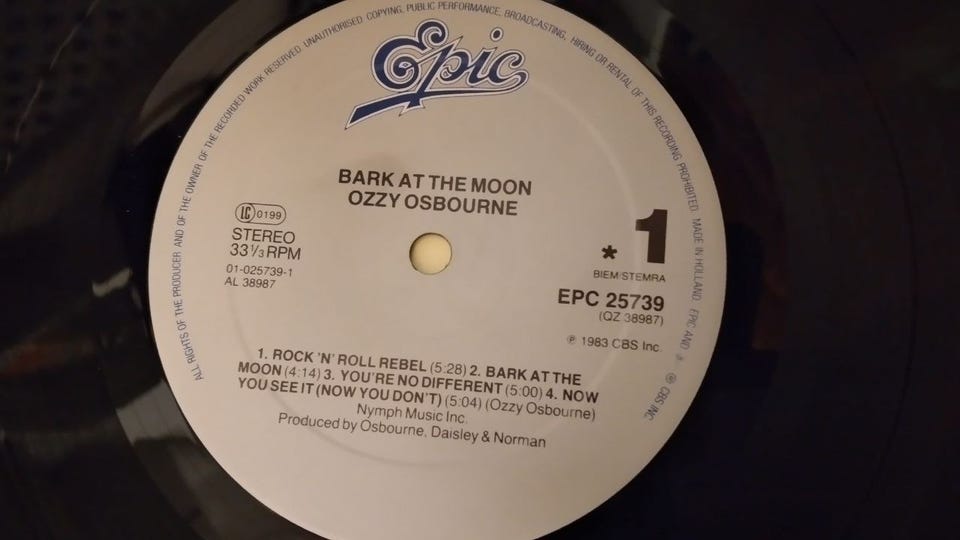 ALL RIGHTS OF THE PRODUCER AND OF THE OWNER OF THE RECORDED WORK RESERVED. UNAUTHORISED COPYING, PUBLIC PERFORMANCE, BROADCASTING, HIRING OR RENTAL OF THIS RECORDING PROHIBITED. MADE IN HOLLAND. EPIC AND ℗ CBS INC.
Epic
BARK AT THE MOON
OZZY OSBOURNE
LC 0199
STEREO
33⅓ RPM
01-025739-1
AL 38987
* 1
BIEM/STEMRA
EPC 25739
(QZ 38987)
℗ 1983 CBS Inc.
1. ROCK 'N' ROLL REBEL (5:28) 2. BARK AT THE
MOON (4:14) 3. YOU'RE NO DIFFERENT (5:00) 4. NOW
YOU SEE IT (NOW YOU DON'T) (5:04) (Ozzy Osbourne)
Nymph Music Inc.
Produced by Osbourne, Daisley & Norman